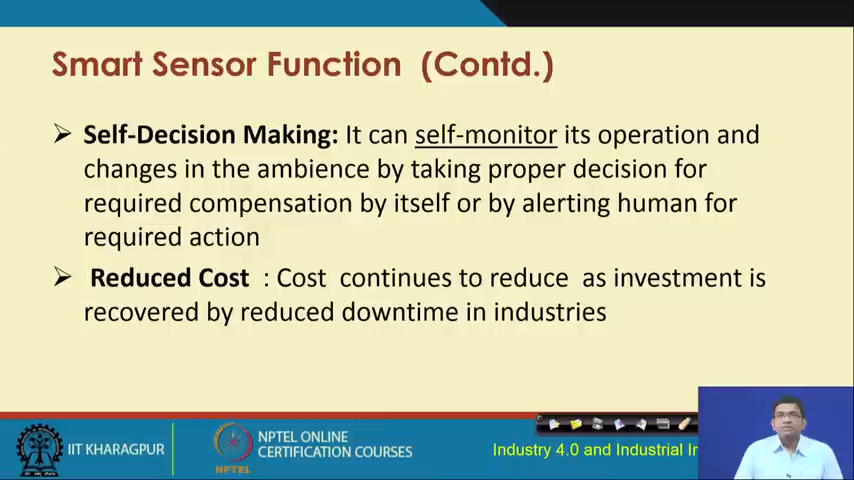 Smart Sensor Function (Contd.)
➢ Self-Decision Making: It can self-monitor its operation and
changes in the ambience by taking proper decision for
required compensation by itself or by alerting human for
required action
➢ Reduced Cost : Cost continues to reduce as investment is
recovered by reduced downtime in industries
IIT KHARAGPUR
NPTEL
NPTEL ONLINE
CERTIFICATION COURSES
Industry 4.0 and Industrial